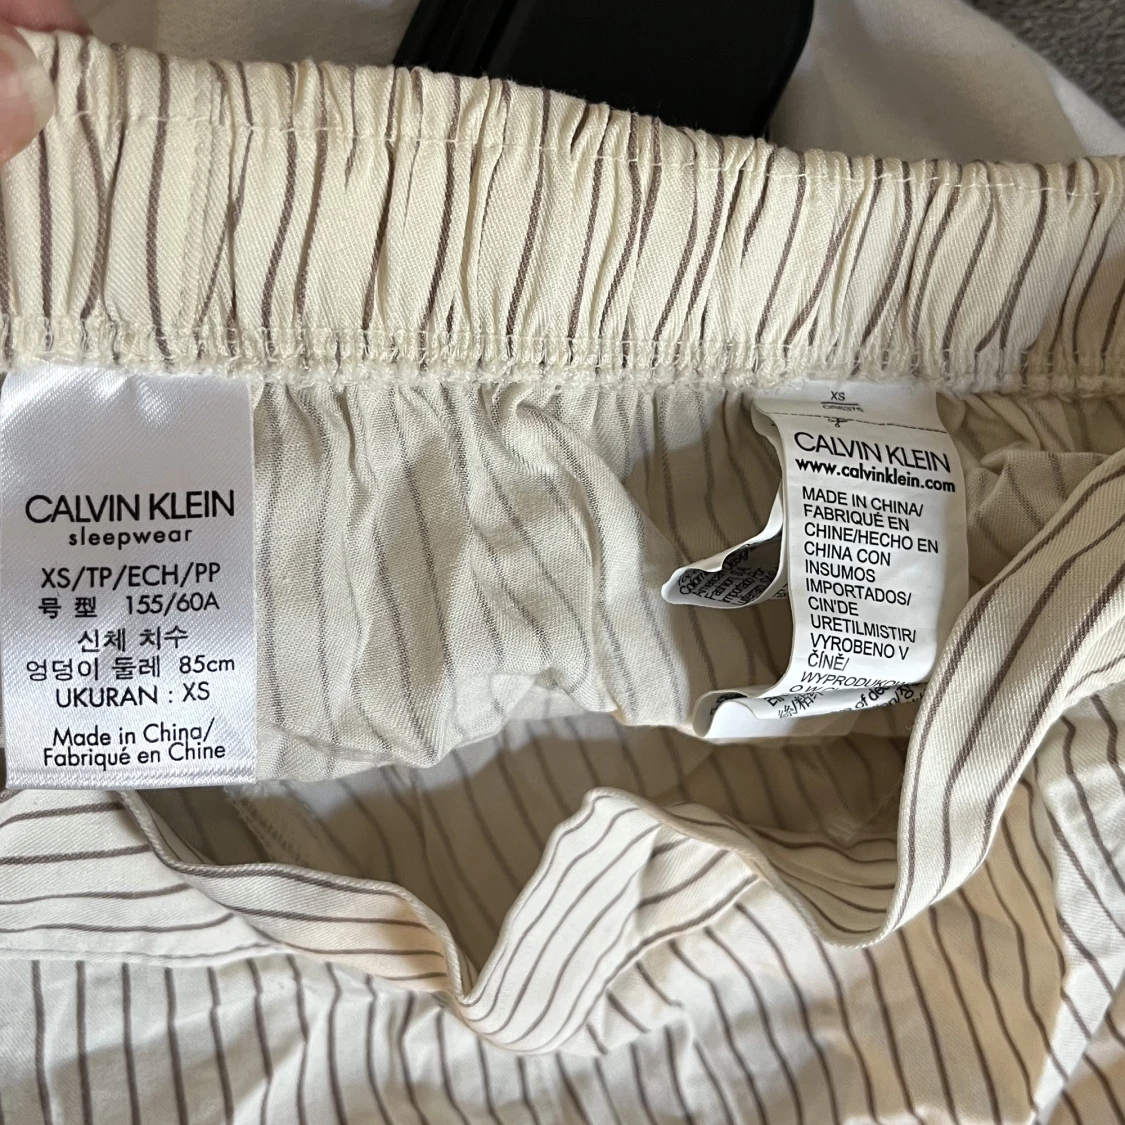 CALVIN KLEIN
sleepwear
XS/TP/ECH/PP
号 型 155/60A
신체 치수
엉덩이 둘레 85cm
UKURAN : XS
Made in China/
Fabriqué en Chine
XS
CALVIN KLEIN
www.calvinklein.com
MADE IN CHINA/
FABRIQUÉ EN
CHINE/HECHO EN
CHINA CON
INSUMOS
IMPORTADOS/
CIN'DE
URETILMISTIR/
VYROBENO V
ČÍNĚ/